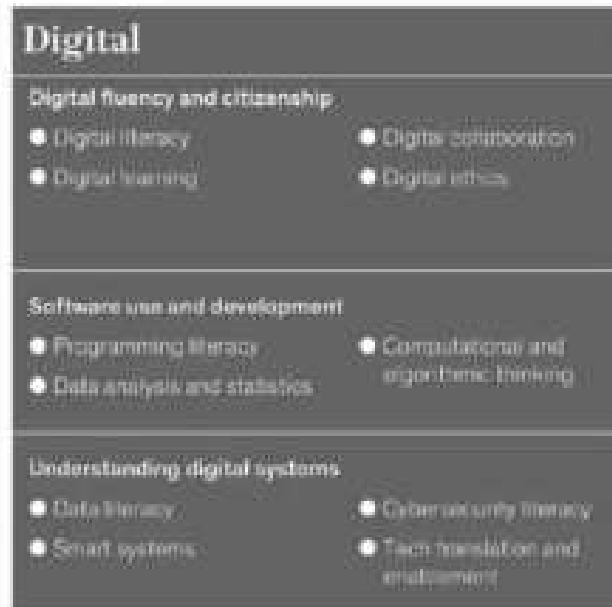 Digital
Digital fluency and citizenship
Digital literacy
Digital learning
Digital collaboration
Digital ethics
Software use and development
Programming literacy
Data analysis and statistics
Computational and
algorithmic thinking
Understanding digital systems
Data literacy
Smart systems
Cybersecurity literacy
Tech translation and
enablement